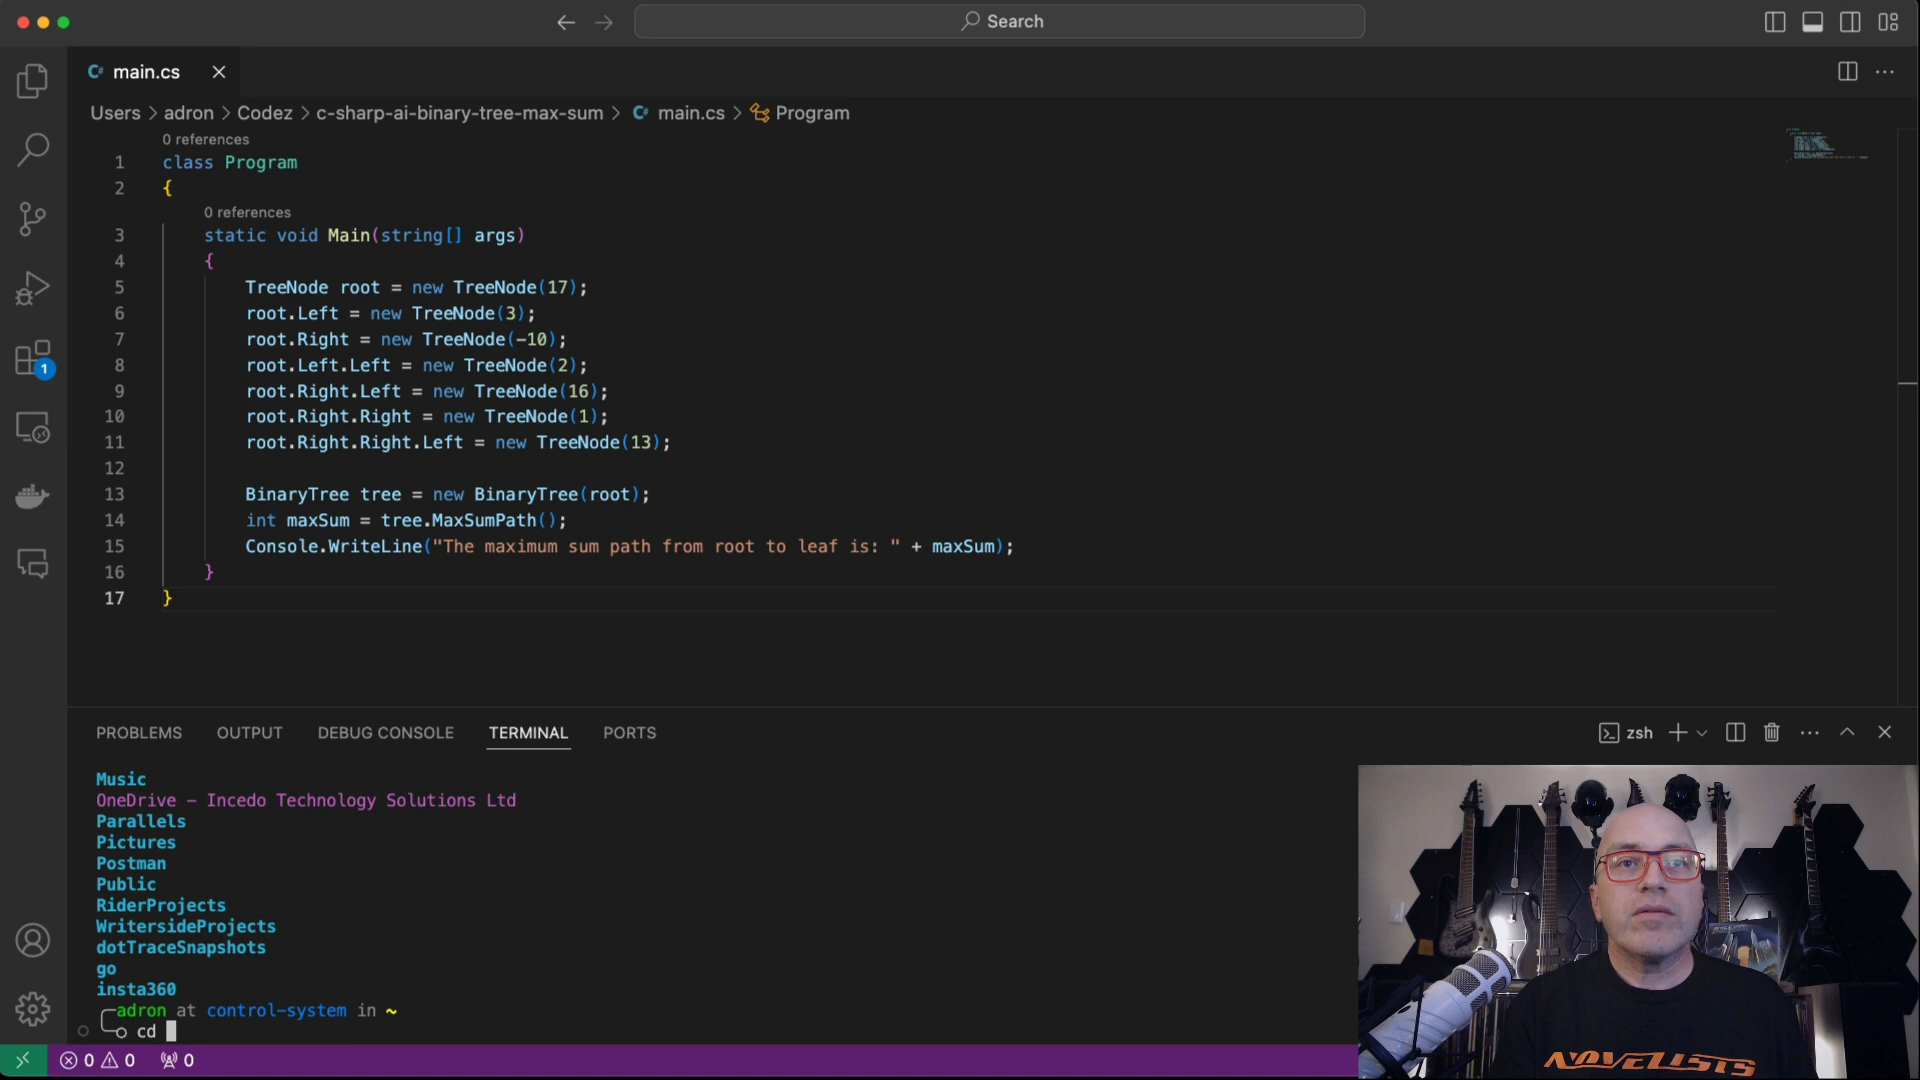 Search
main.cs
Users > adron > Codez > c-sharp-ai-binary-tree-max-sum > main.cs > Program
0 references
1 class Program
2 {
0 references
3 static void Main(string[] args)
4 {
5 TreeNode root = new TreeNode(17);
6 root.Left = new TreeNode(3);
7 root.Right = new TreeNode(-10);
8 root.Left.Left = new TreeNode(2);
9 root.Right.Left = new TreeNode(16);
10 root.Right.Right = new TreeNode(1);
11 root.Right.Right.Left = new TreeNode(13);
12
13 BinaryTree tree = new BinaryTree(root);
14 int maxSum = tree.MaxSumPath();
15 Console.WriteLine("The maximum sum path from root to leaf is: " + maxSum);
16 }
17 }
1
PROBLEMS OUTPUT DEBUG CONSOLE TERMINAL PORTS zsh
Music
OneDrive - Incedo Technology Solutions Ltd
Parallels
Pictures
Postman
Public
RiderProjects
WritersideProjects
dotTraceSnapshots
go
insta360
adron at control-system in ~
cd
0 0 0
NOVELISTS